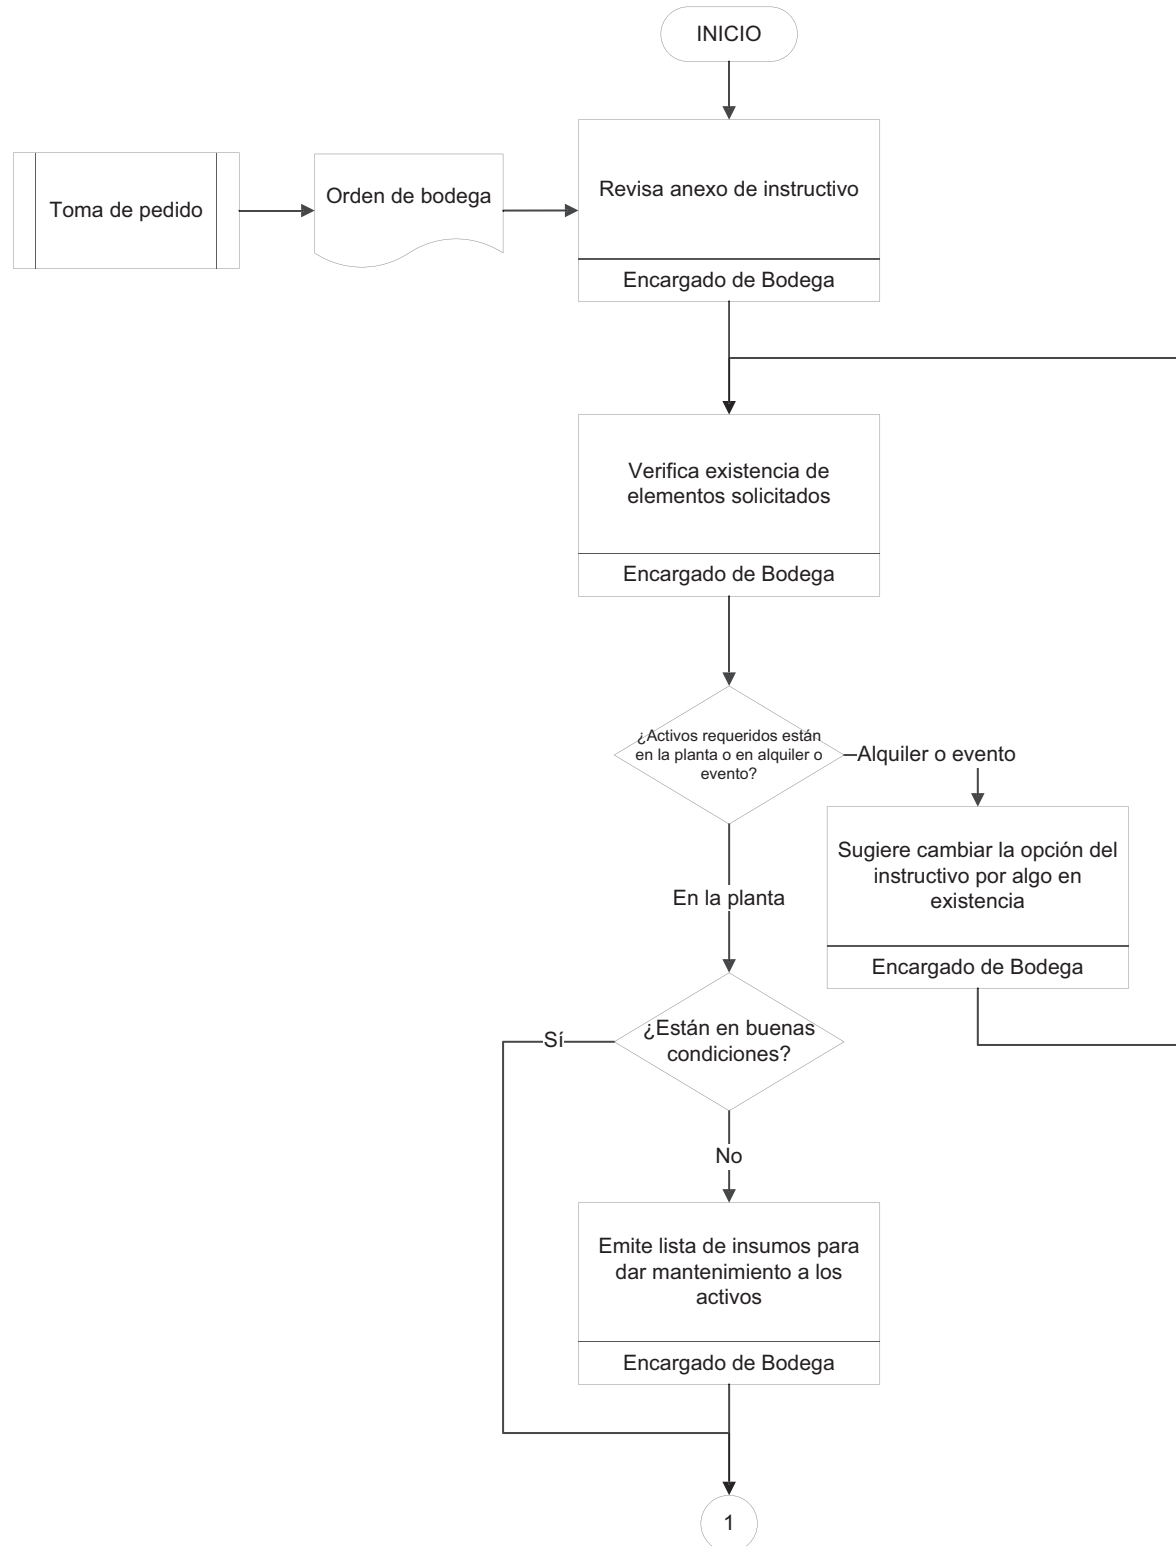 INICIO
Toma de pedido
Orden de bodega
Revisa anexo de instructivo
Encargado de Bodega
Verifica existencia de
elementos solicitados
Encargado de Bodega
¿Activos requeridos están
en la planta o en alquiler o
evento?
Alquiler o evento
Sugiere cambiar la opción del
instructivo por algo en
existencia
Encargado de Bodega
En la planta
¿Están en buenas
condiciones?
Sí
No
Emite lista de insumos para
dar mantenimiento a los
activos
Encargado de Bodega
1